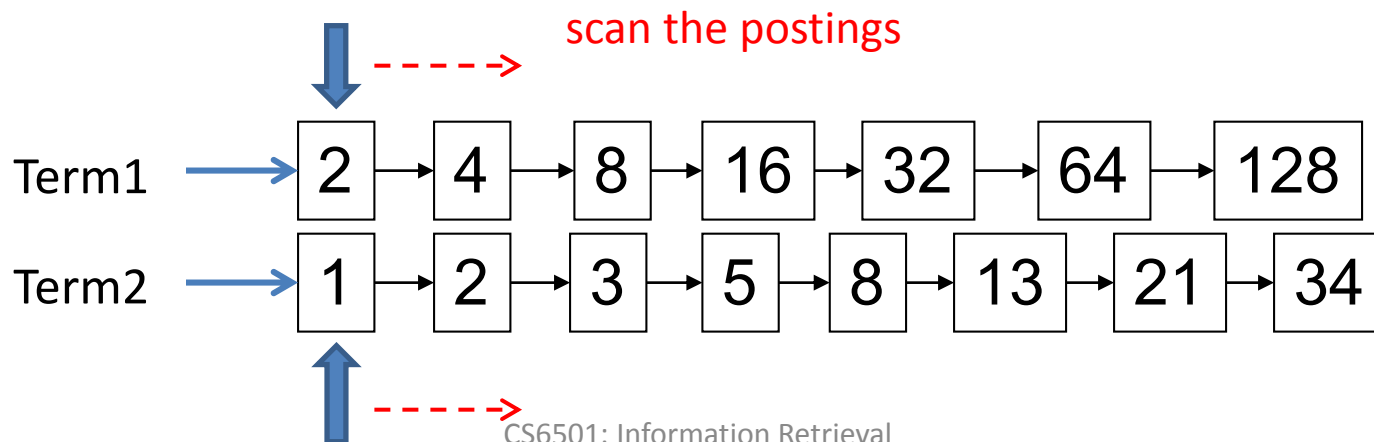 scan the postings
Term1 2 4 8 16 32 64 128
Term2 1 2 3 5 8 13 21 34
CS6501: Information Retrieval